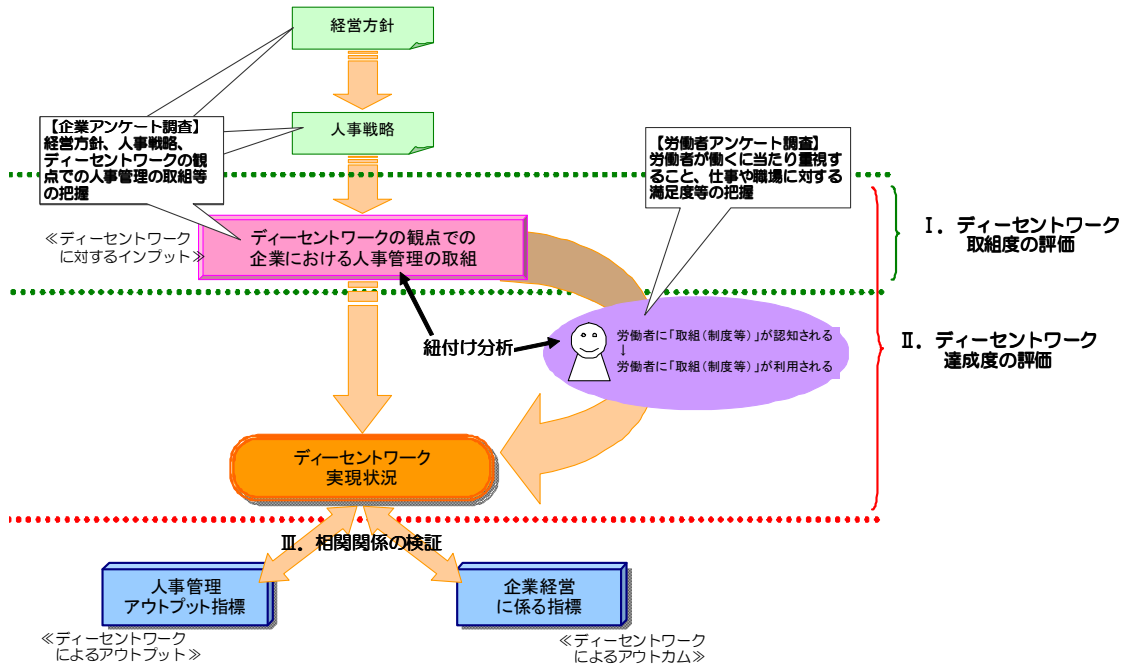 経営方針
人事戦略
【企業アンケート調査】
経営方針、人事戦略、
ディーセントワークの観
点での人事管理の取組等
の把握
【労働者アンケート調査】
労働者が働くに当たり重視す
ること、仕事や職場に対する
満足度等の把握
≪ディーセントワーク
に対するインプット≫
ディーセントワークの観点での
企業における人事管理の取組
Ⅰ．ディーセントワーク
取組度の評価
紐付け分析
労働者に「取組（制度等）」が認知される
↓
労働者に「取組（制度等）」が利用される
Ⅱ．ディーセントワーク
達成度の評価
ディーセントワーク
実現状況
Ⅲ．相関関係の検証
人事管理
アウトプット指標
企業経営
に係る指標
≪ディーセントワーク
によるアウトプット≫
≪ディーセントワーク
によるアウトカム≫